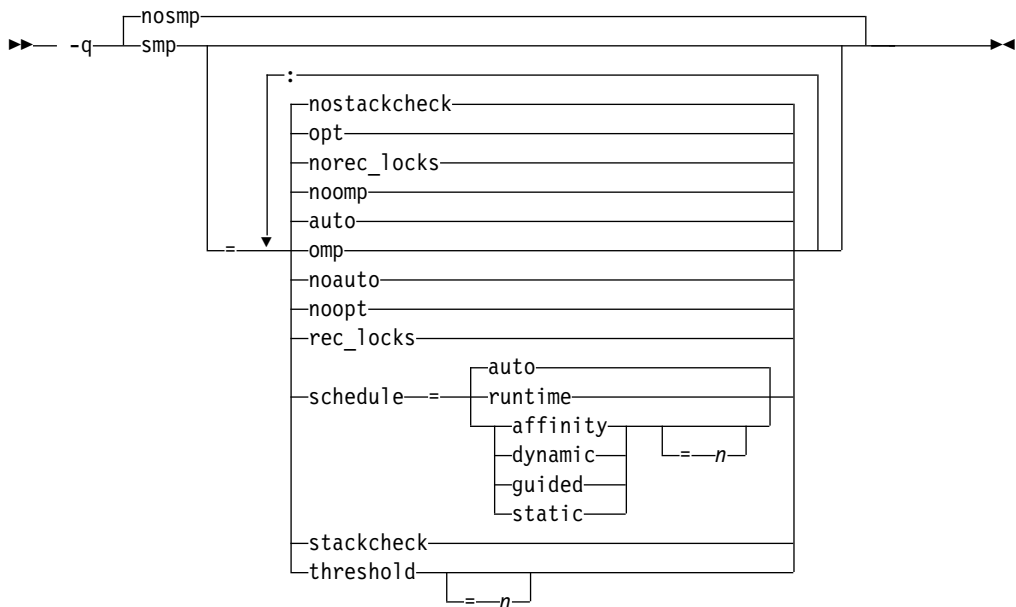 nosmp
-q smp
:
nostackcheck
opt
norec_locks
noomp
auto
= omp
noauto
noopt
rec_locks
auto
schedule = runtime
affinity
= n
dynamic
guided
static
stackcheck
threshold
= n